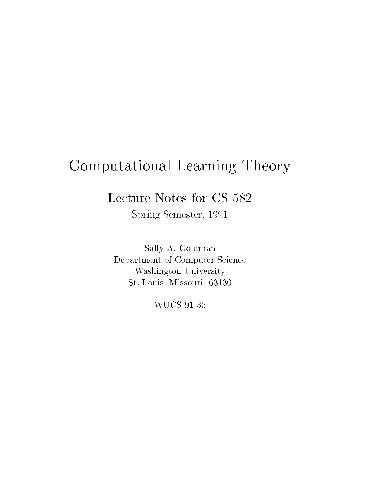 Computational Learning Theory
Lecture Notes for CS 582
Spring Semester, 1991
Sally A. Goldman
Department of Computer Science
Washington University
St. Louis, Missouri, 63130
WUCS-91-36